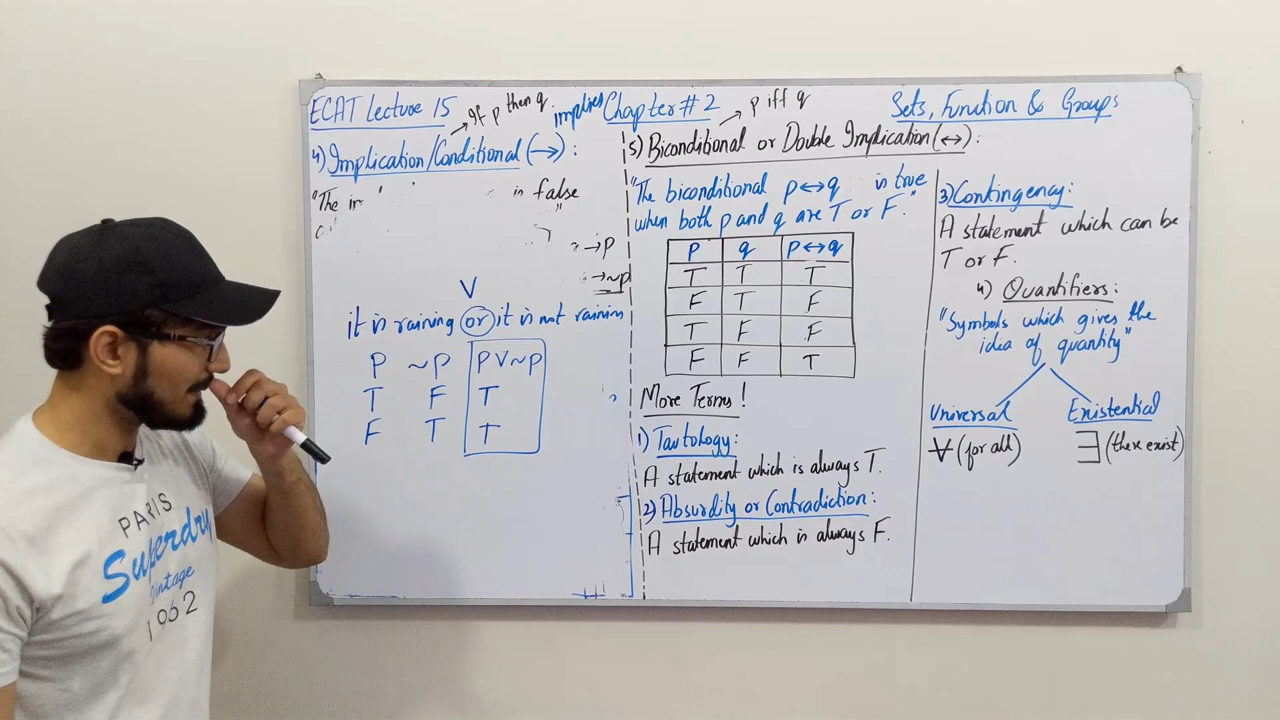 ECAT Lecture 15
→ If p then q. implies
Chapter # 2
→ p iff q
Sets, Function & Groups
4) Implication/Conditional (→) :
"The
is false
"
→p
→~p
V
it is raining or it is not raining
P ~P P V ~P
T F T
F T T
5) Biconditional or Double Implication (↔) :
"The biconditional p↔q is true
when both p and q are T or F."
p q p↔q
T T T
F T F
T F F
F F T
More Terms !
1) Tautology:
A statement which is always T.
2) Absurdity or Contradiction:
A statement which is always F.
3) Contingency:
A statement which can be
T or F.
4) Quantifiers:
"Symbols which gives the
idea of quantity"
Universal Existential
∀ (for all) ∃ (there exist)
PARIS
Superdry
Vintage
1962